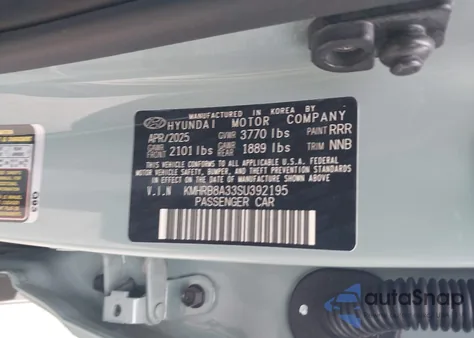 MANUFACTURED IN KOREA BY
HYUNDAI MOTOR COMPANY
APR/2025 GVWR 3770 lbs PAINT RRR
GAWR FRONT 2101 lbs GAWR REAR 1889 lbs TRIM NNB
THIS VEHICLE CONFORMS TO ALL APPLICABLE U.S.A. FEDERAL
MOTOR VEHICLE SAFETY, BUMPER, AND THEFT PREVENTION STANDARDS
IN EFFECT ON THE DATE OF MANUFACTURE SHOWN ABOVE.
V.I.N KMHRB8A33SU392195
PASSENGER CAR
autoSnap